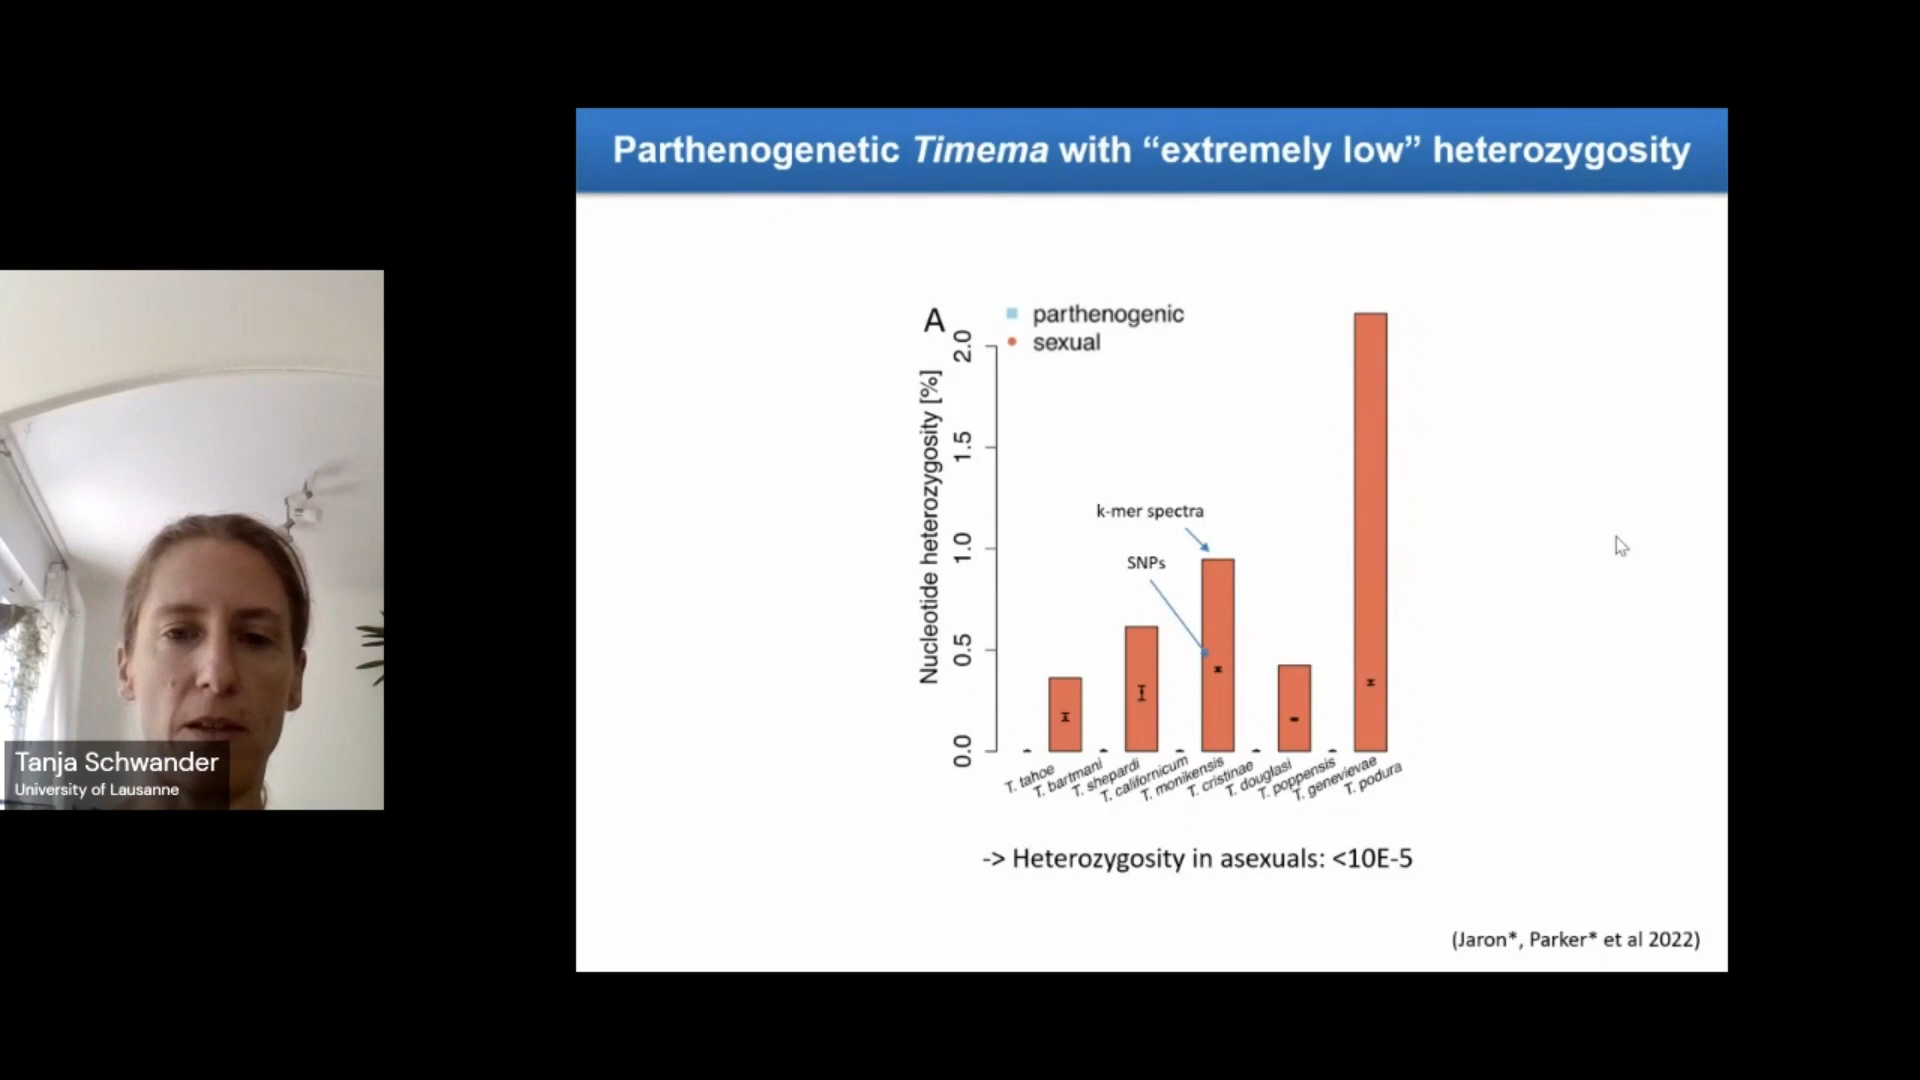 Parthenogenetic Timema with “extremely low” heterozygosity
A
parthenogenic
sexual
Nucleotide heterozygosity [%]
2.0
1.5
1.0
0.5
0.0
k-mer spectra
SNPs
T. tahoe
T. bartmani
T. shepardi
T. californicum
T. monikensis
T. cristinae
T. douglasi
T. poppensis
T. genevievae
T. podura
-> Heterozygosity in asexuals: <10E-5
(Jaron*, Parker* et al 2022)
Tanja Schwander
University of Lausanne